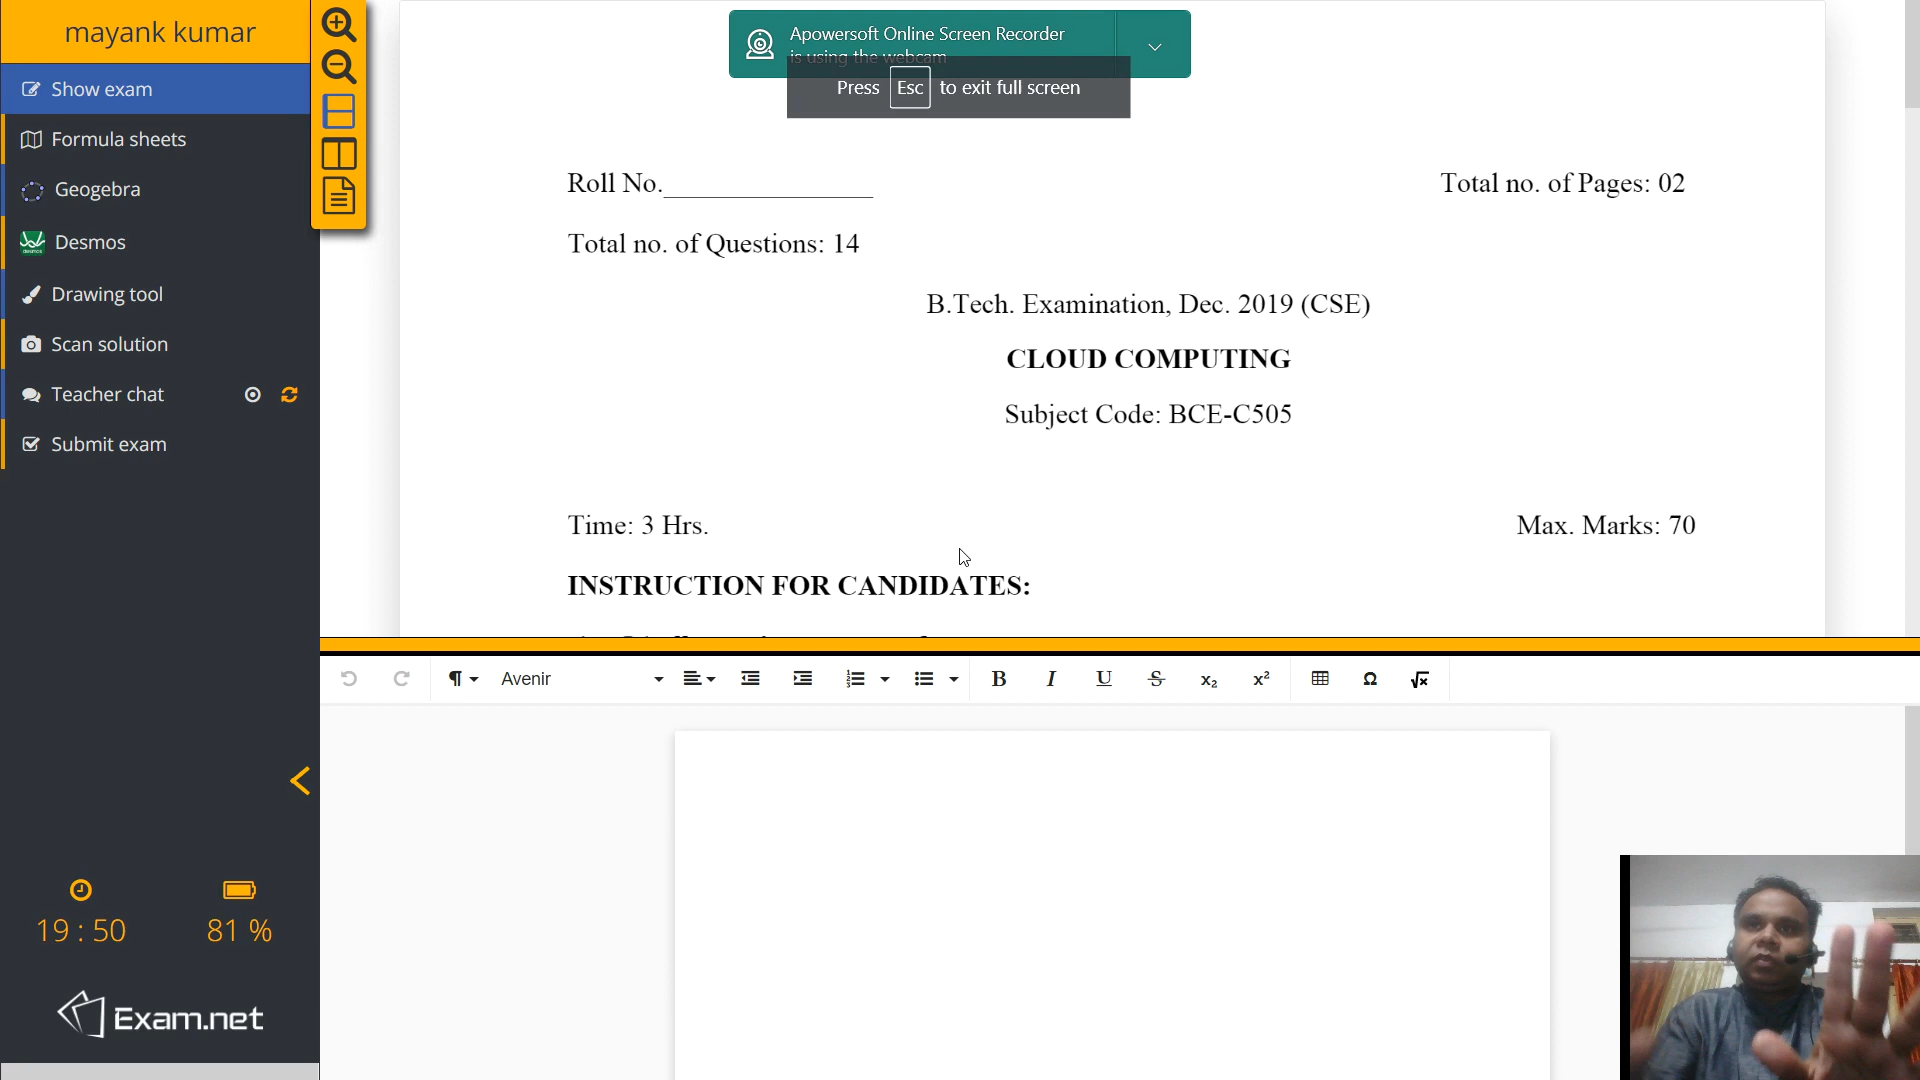 mayank kumar
Show exam
Formula sheets
Geogebra
Desmos
Drawing tool
Scan solution
Teacher chat
Submit exam
19 : 50
81 %
Exam.net
Apowersoft Online Screen Recorder
is using the webcam
Press Esc to exit full screen
Roll No.
Total no. of Pages: 02
Total no. of Questions: 14
B.Tech. Examination, Dec. 2019 (CSE)
CLOUD COMPUTING
Subject Code: BCE-C505
Time: 3 Hrs.
Max. Marks: 70
INSTRUCTION FOR CANDIDATES:
Avenir
B I U S x₂ x² Ω √x